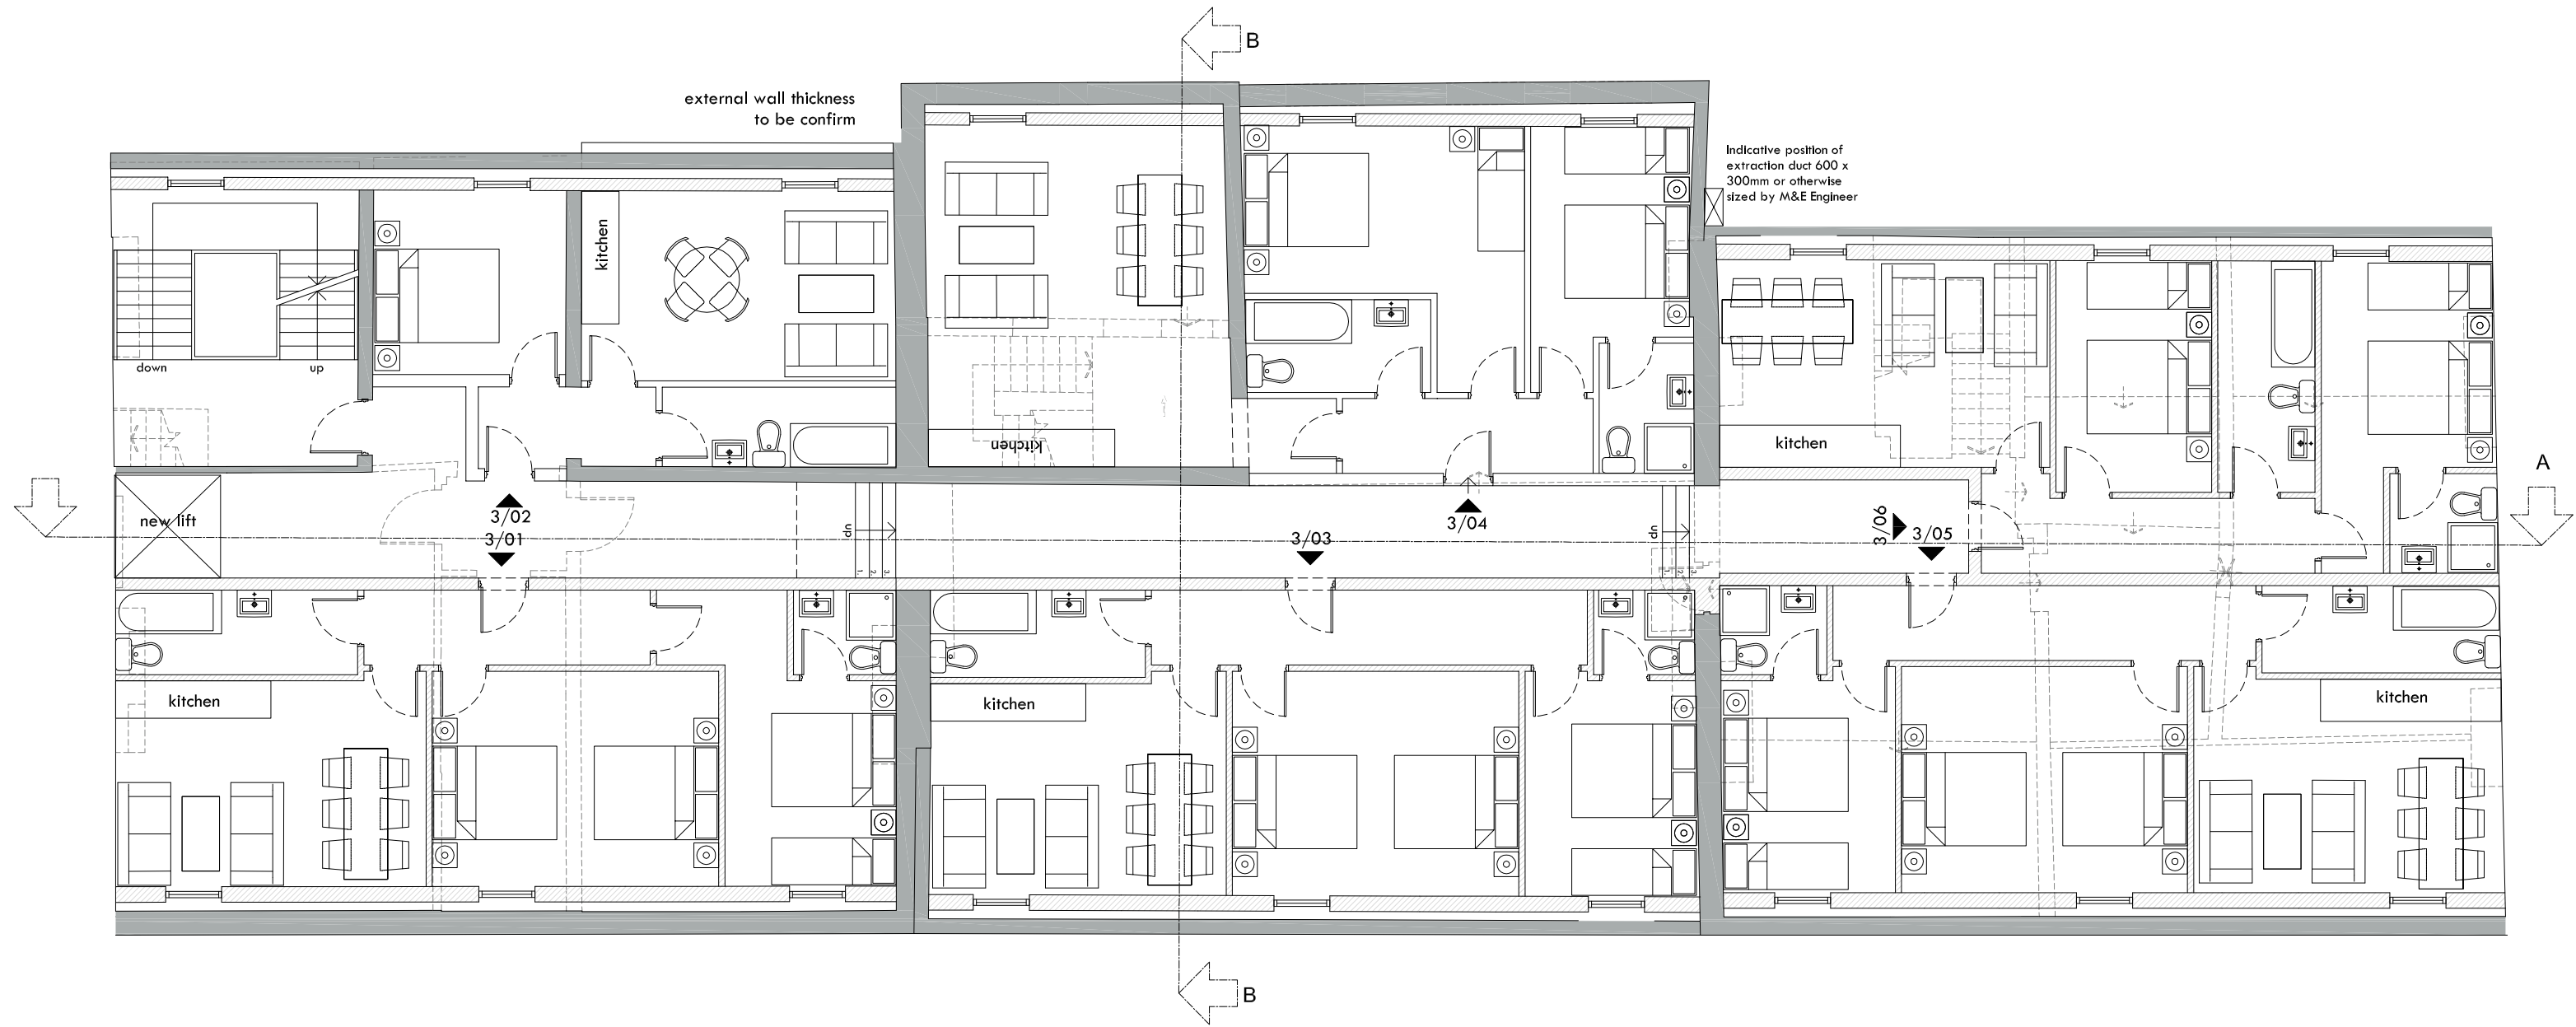 B
external wall thickness
to be confirm
Indicative position of
extraction duct 600 x
300mm or otherwise
sized by M&E Engineer
kitchen
down
up
kitchen
kitchen
A
new lift
3/02
3/01
up
3/03
3/04
up
3/06
3/05
kitchen
kitchen
kitchen
B